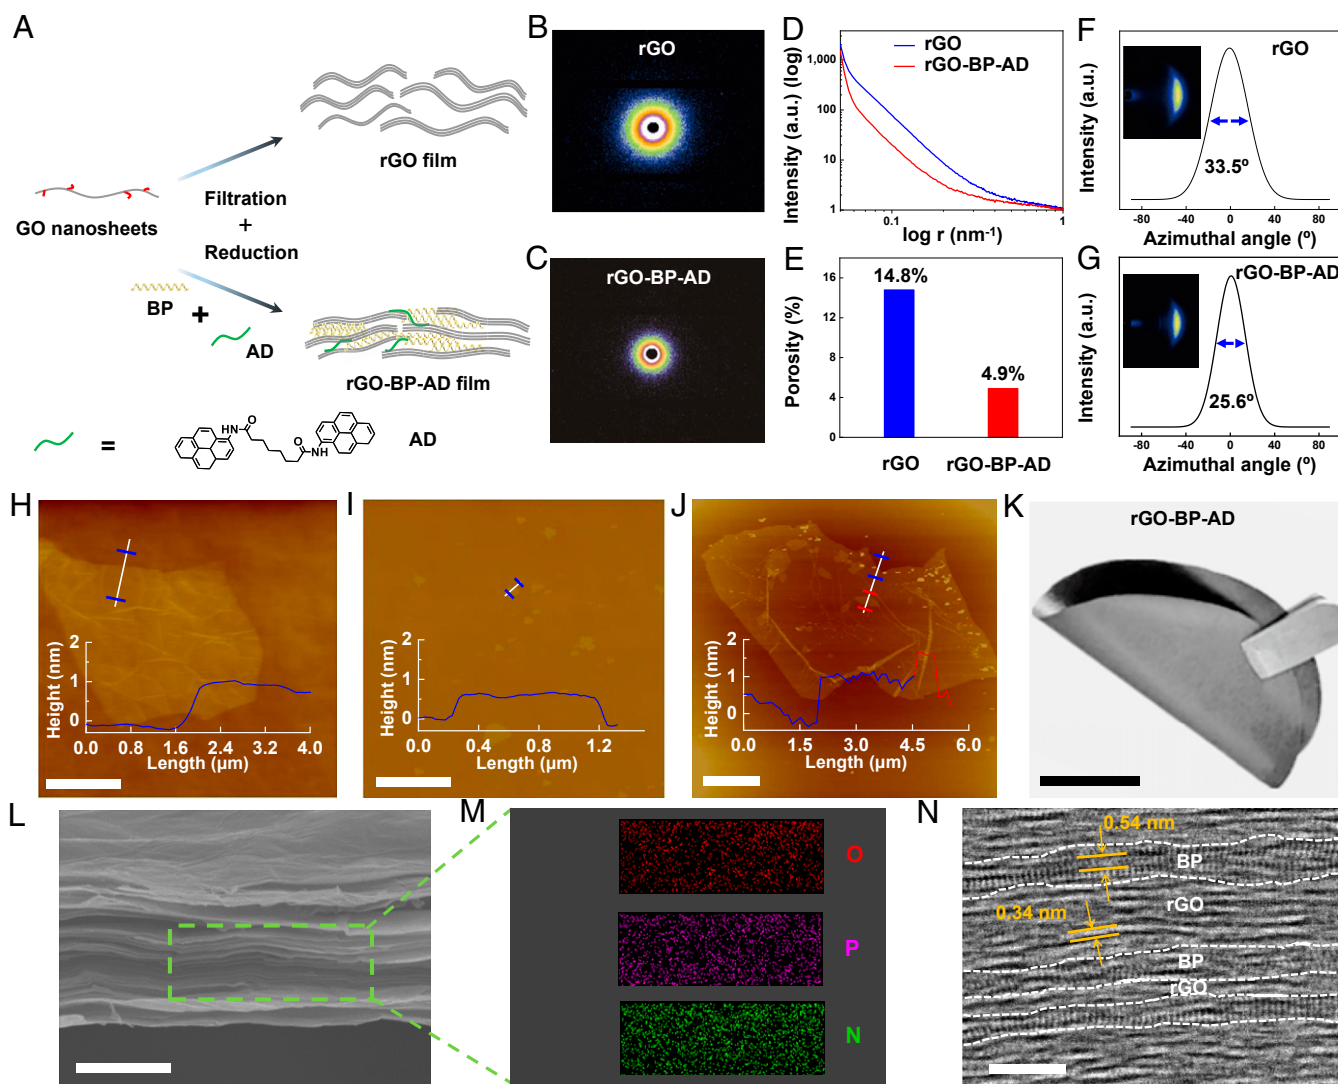 A
rGO film
GO nanosheets
Filtration
+
Reduction
BP
+
AD
rGO-BP-AD film
=
O
NH
O
NH
AD
B
rGO
C
rGO-BP-AD
D
Intensity (a.u.) (log)
1,000
100
10
1
rGO
rGO-BP-AD
0.1
1
log r (nm⁻¹)
E
Porosity (%)
16
12
8
4
0
14.8%
4.9%
rGO
rGO-BP-AD
F
rGO
Intensity (a.u.)
33.5º
-80
-40
0
40
80
Azimuthal angle (º)
G
rGO-BP-AD
Intensity (a.u.)
25.6º
-80
-40
0
40
80
Azimuthal angle (º)
H
Height (nm)
2
1
0
0.0
0.8
1.6
2.4
3.2
4.0
Length (μm)
I
Height (nm)
2
1
0
0.0
0.4
0.8
1.2
Length (μm)
J
Height (nm)
2
1
0
0.0
1.5
3.0
4.5
6.0
Length (μm)
K
rGO-BP-AD
L
M
O
P
N
N
0.54 nm
BP
rGO
0.34 nm
BP
rGO